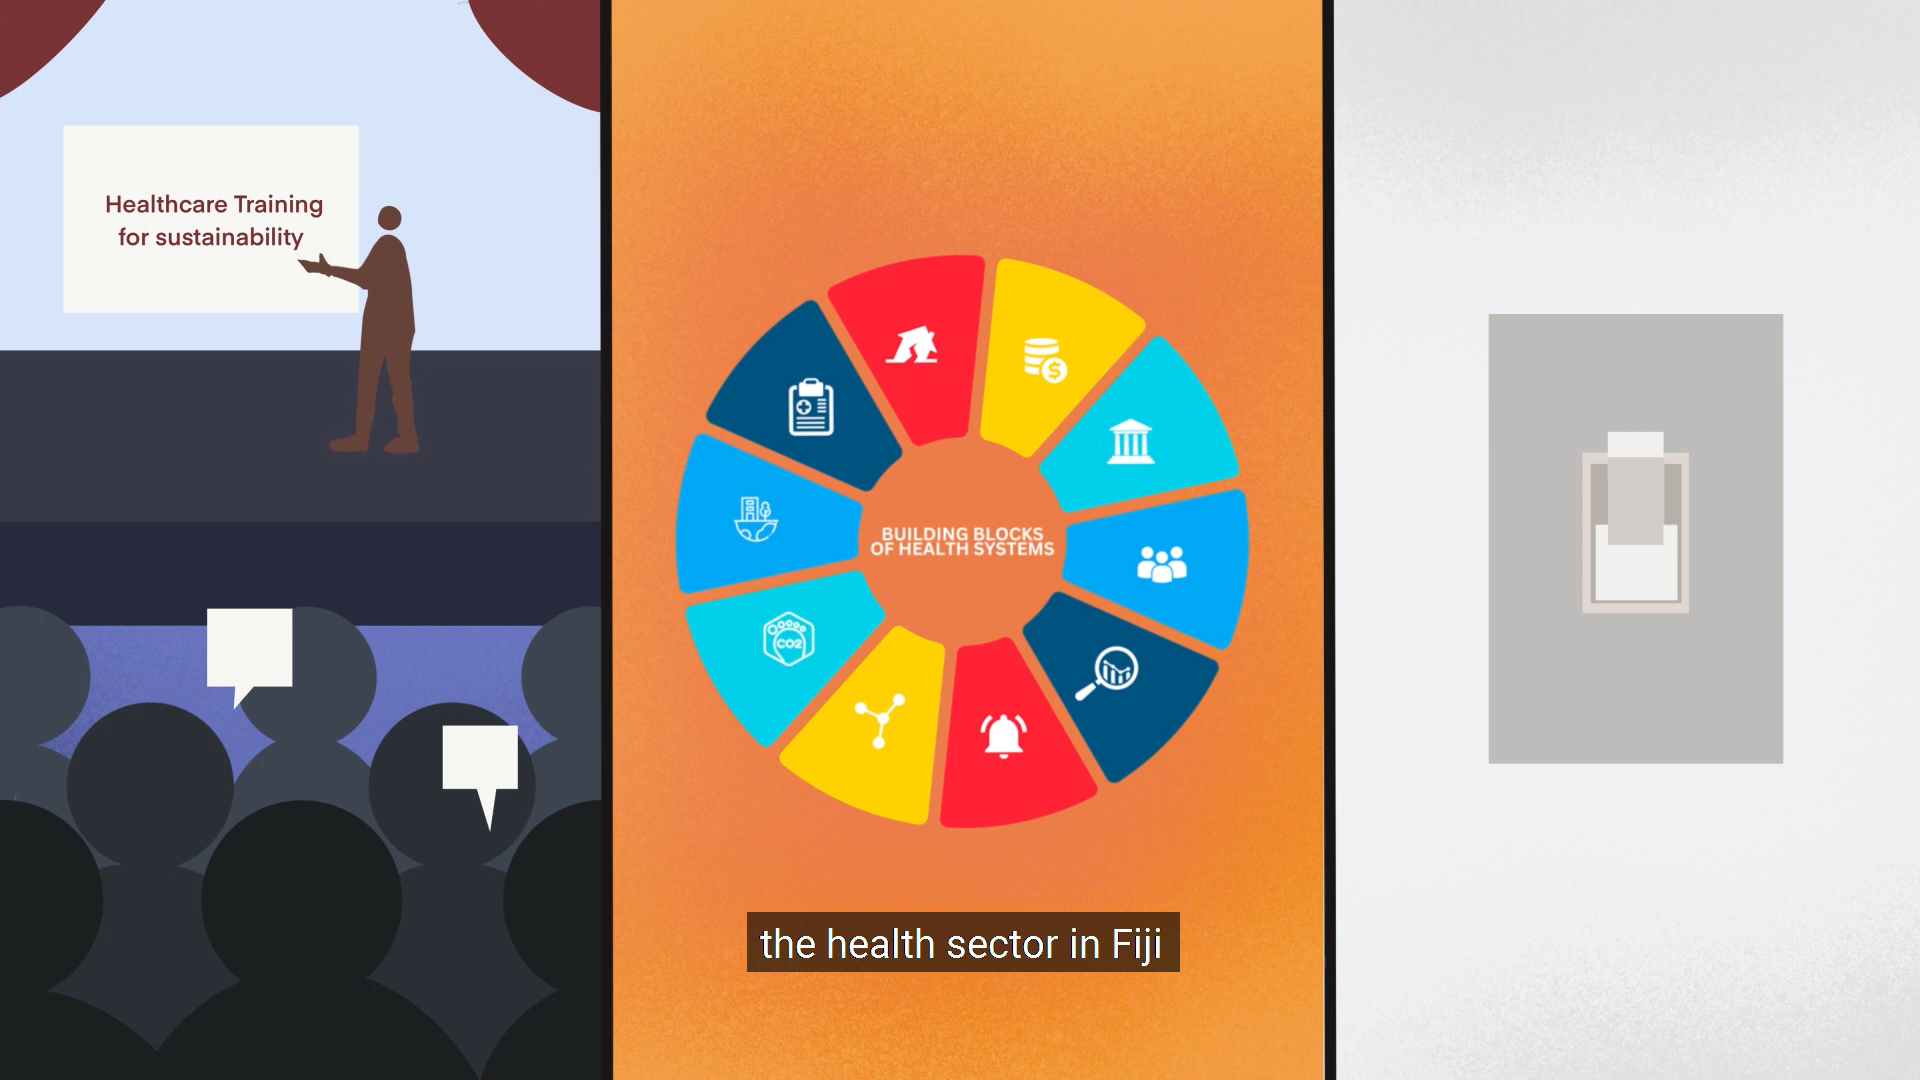 Healthcare Training
for sustainability
BUILDING BLOCKS
OF HEALTH SYSTEMS
$
CO2
the health sector in Fiji